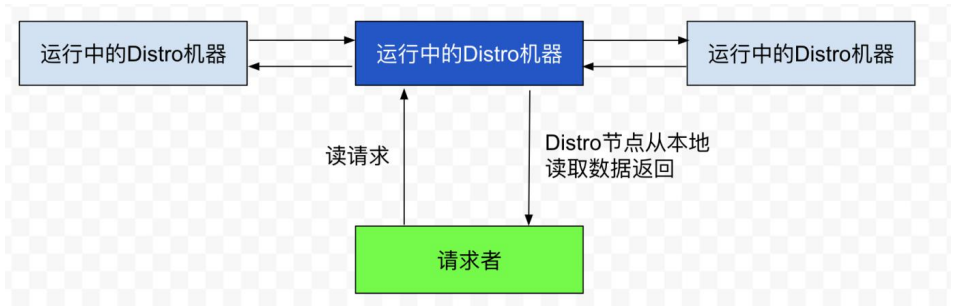 运行中的Distro机器
运行中的Distro机器
运行中的Distro机器
读请求
Distro节点从本地
读取数据返回
请求者